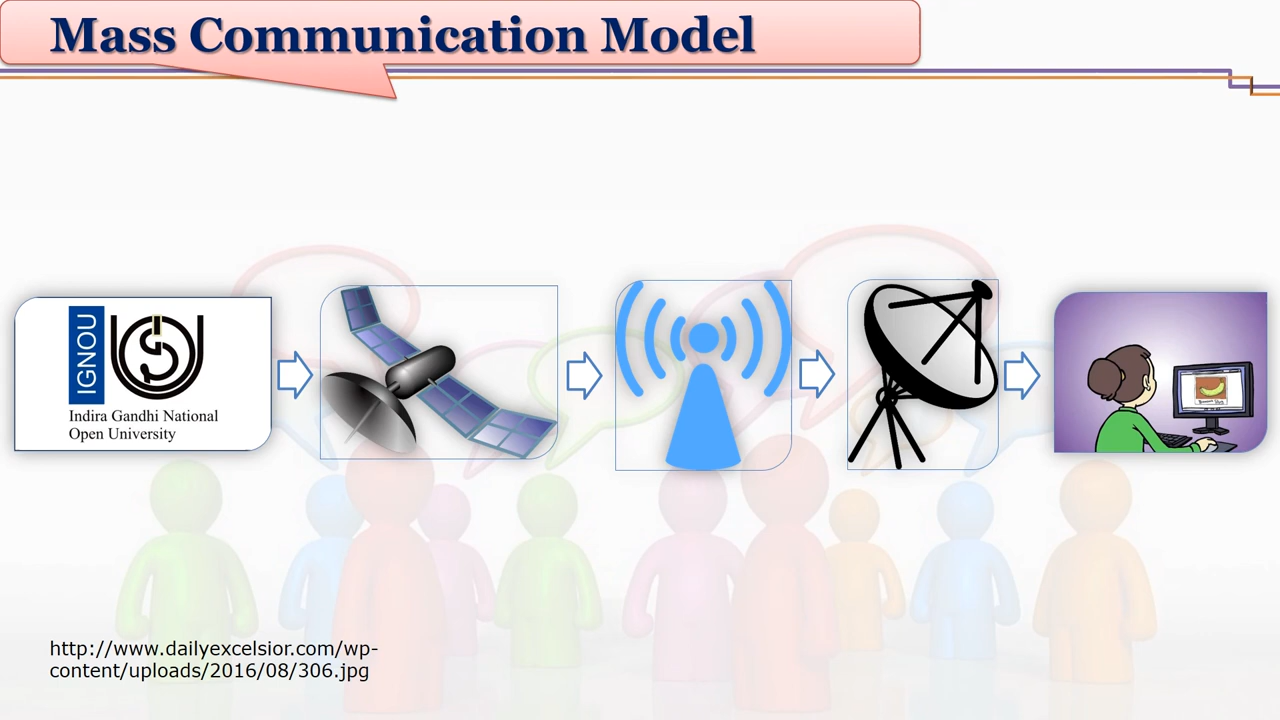 Mass Communication Model
IGNOU
Indira Gandhi National
Open University
http://www.dailyexcelsior.com/wp-
content/uploads/2016/08/306.jpg